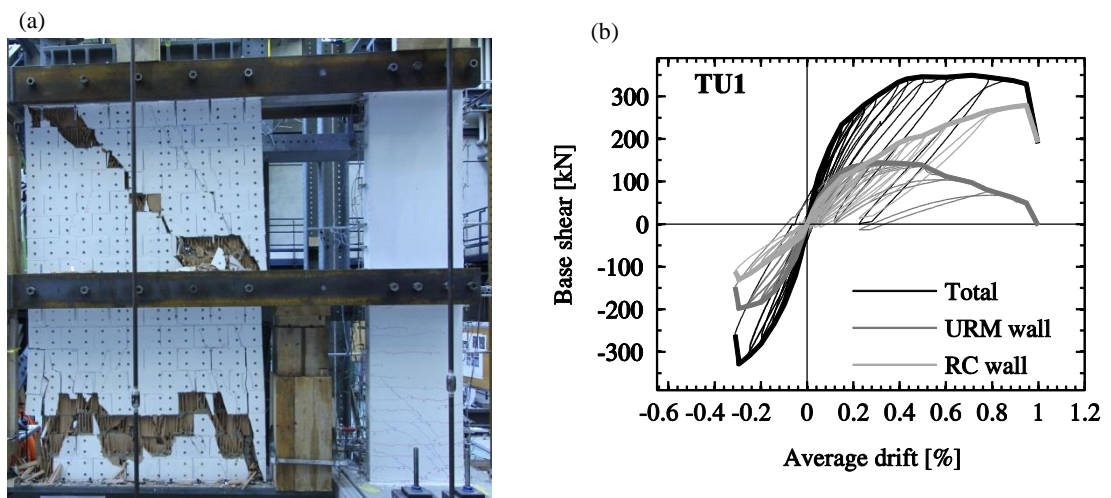 (a)
(b)
TU1
300
200
100
0
-100
-200
-300
Base shear [kN]
Total
URM wall
RC wall
-0.6 -0.4 -0.2 0 0.2 0.4 0.6 0.8 1 1.2
Average drift [%]